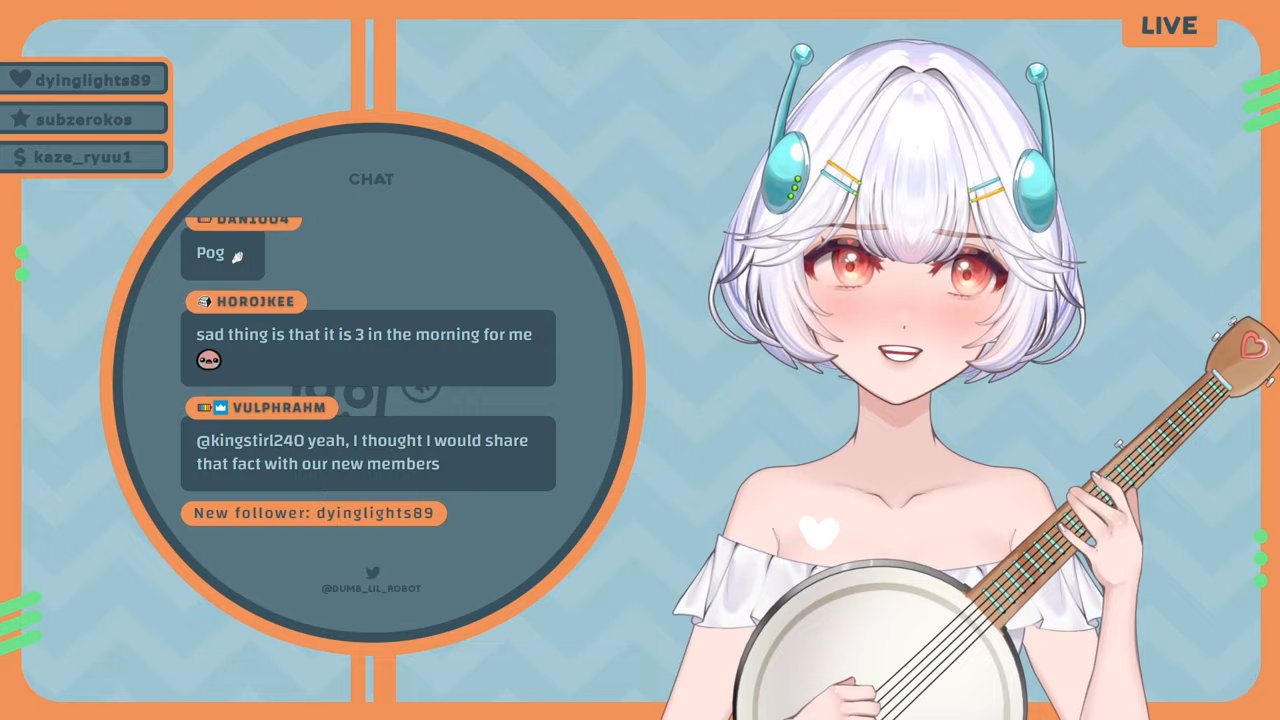 LIVE
dyinglights89
subzerokos
$ kaze_ryuu1
CHAT
DAN1004
Pog
HOROJKEE
sad thing is that it is 3 in the morning for me
VULPHRAHM
@kingstirl240 yeah, I thought I would share
that fact with our new members
New follower: dyinglights89
@DUMB_LIL_ROBOT